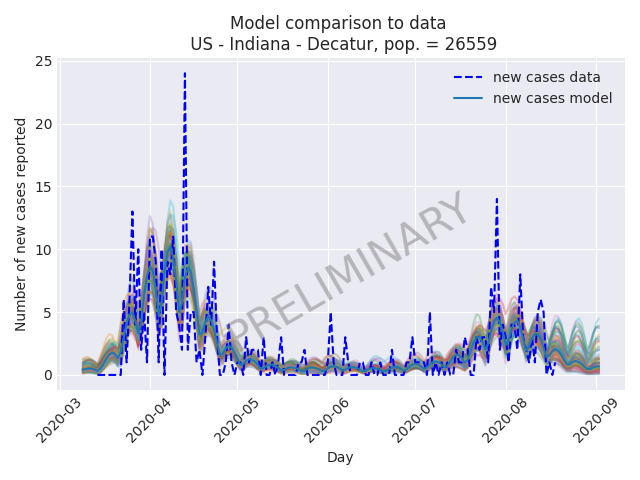 Model comparison to data
US - Indiana - Decatur, pop. = 26559
new cases data
new cases model
PRELIMINARY
Number of new cases reported
25
20
15
10
5
0
2020-03
2020-04
2020-05
2020-06
2020-07
2020-08
2020-09
Day